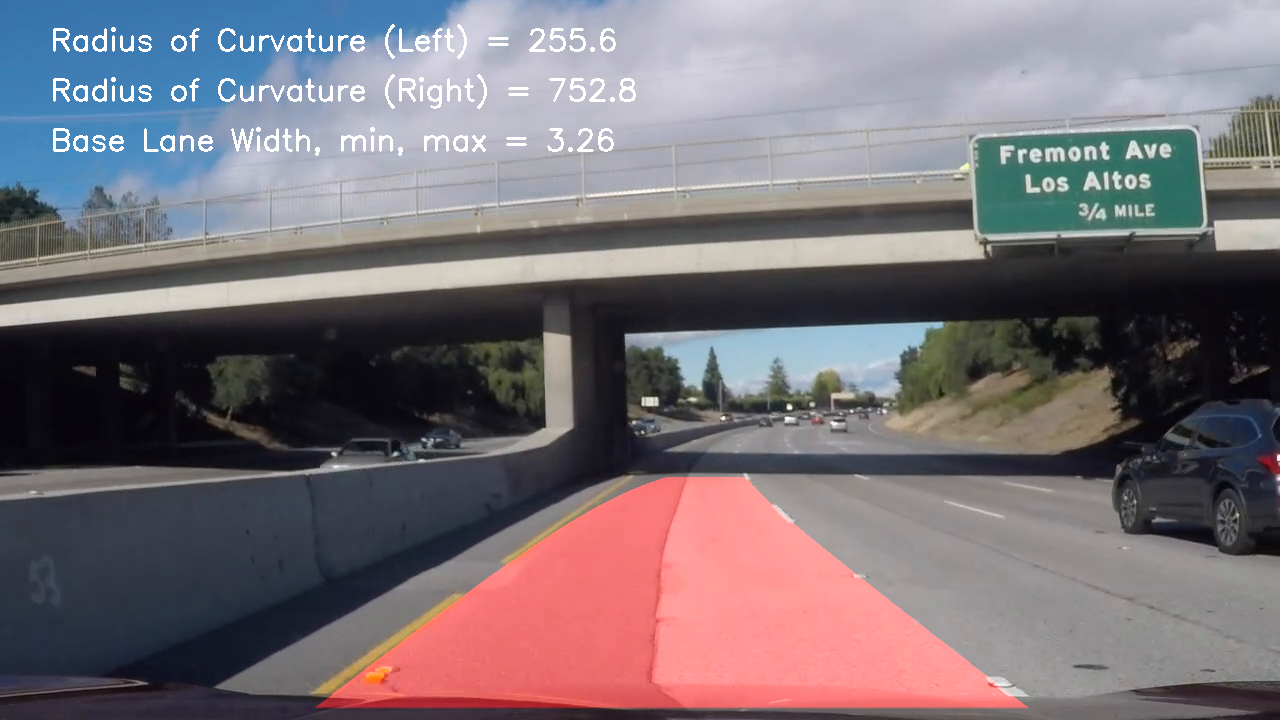 Radius of Curvature (Left) = 255.6
Radius of Curvature (Right) = 752.8
Base Lane Width, min, max = 3.26
Fremont Ave
Los Altos
3/4 MILE
53